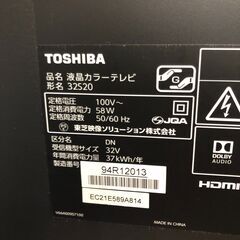 TOSHIBA
品名 液晶カラーテレビ
形名 32S20
定格電圧 100V~
定格消費電力 58W
定格周波数 50/60 Hz
JQA
東芝映像ソリューション株式会社
区分名 DN
受信機型サイズ 32V
年間消費電力量 37kWh/年
製造番号
94R12013
EC21E589A814
DOLBY
AUDIO
HDMI
MADE IN CHINA